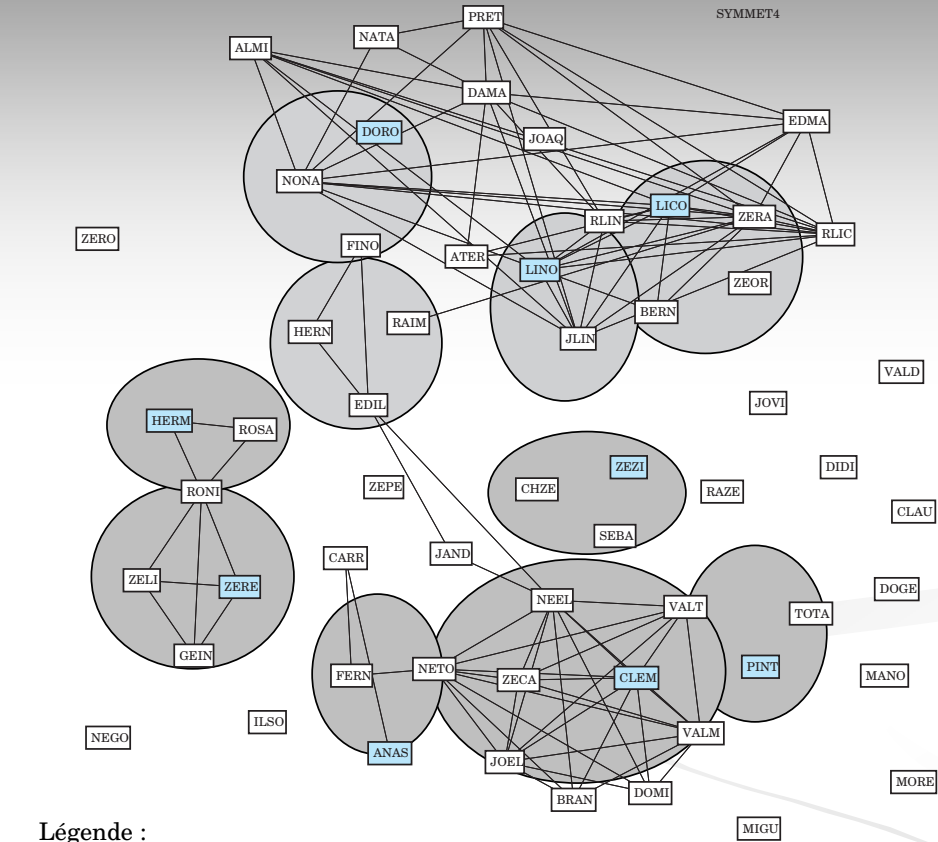 PRET
SYMMET4
NATA
ALMI
DAMA
EDMA
DORO
JOAQ
NONA
LICO
RLIN
ZERA
RLIC
ZERO
FINO
ATER
LINO
ZEOR
BERN
RAIM
HERN
JLIN
VALD
EDIL
JOVI
HERM
ROSA
ZEZI
DIDI
ZEPE
CHZE
RAZE
RONI
CLAU
SEBA
JAND
CARR
ZELI
ZERE
DOGE
NEEL
VALT
TOTA
GEIN
PINT
NETO
FERN
ZECA
CLEM
MANO
ILSO
VALM
NEGO
ANAS
JOEL
MORE
DOMI
BRAN
MIGU
Légende :